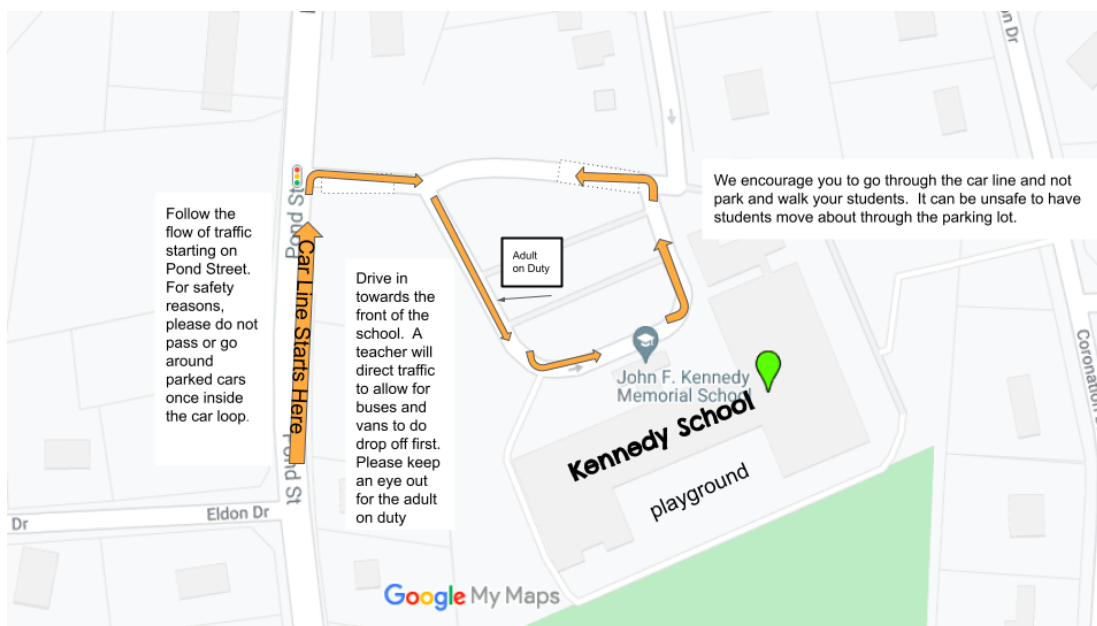 on Dr
Pond St
Follow the
flow of traffic
starting on
Pond Street.
For safety
reasons,
please do not
pass or go
around
parked cars
once inside
the car loop.
Car Line Starts Here
Pond St
Drive in
towards the
front of the
school. A
teacher will
direct traffic
to allow for
buses and
vans to do
drop off first.
Please keep
an eye out
for the adult
on duty
Adult
on Duty
We encourage you to go through the car line and not
park and walk your students. It can be unsafe to have
students move about through the parking lot.
John F. Kennedy
Memorial School
Kennedy School
playground
Coronation D
Dr
Eldon Dr
Google My Maps